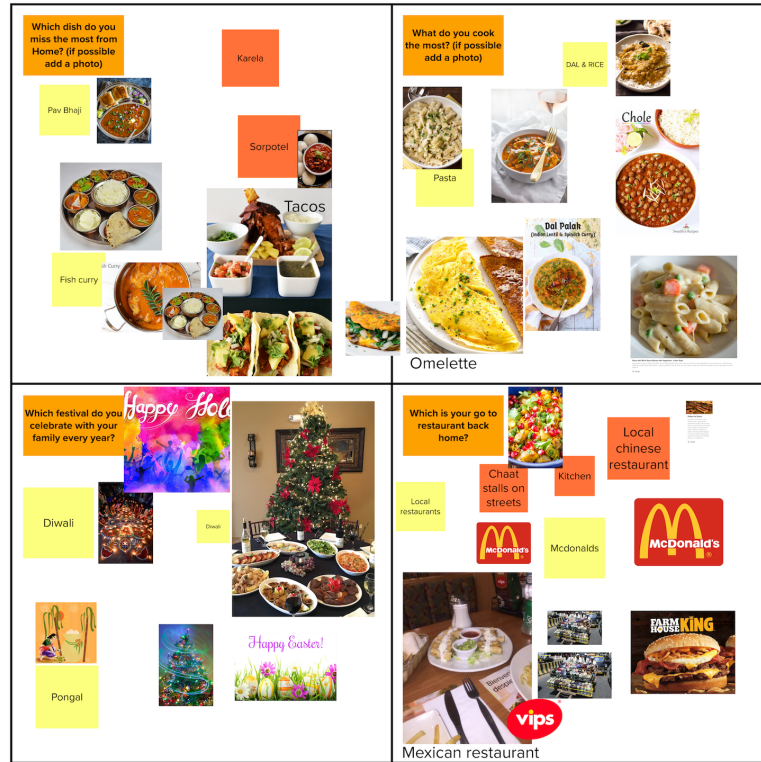 Which dish do you
miss the most from
Home? (if possible
add a photo)
Karela
Pav Bhaji
Sorpotel
Tacos
Fish curry
Curry
What do you cook
the most? (if possible
add a photo)
DAL & RICE
Chole
Pasta
Dal Palak
(Indian Lentil & Spinach Curry)
Omelette
Which festival do you
celebrate with your
family every year?
Happy Hol
Diwali
Diwali
Happy Easter!
Pongal
Which is your go to
restaurant back
home?
Local
chinese
restaurant
Chaat
stalls on
streets
Kitchen
Local
restaurants
McDonald's
Mcdonalds
McDonald's
FARM
HOUSE KING
Bienven
despie
vips
Mexican restaurant